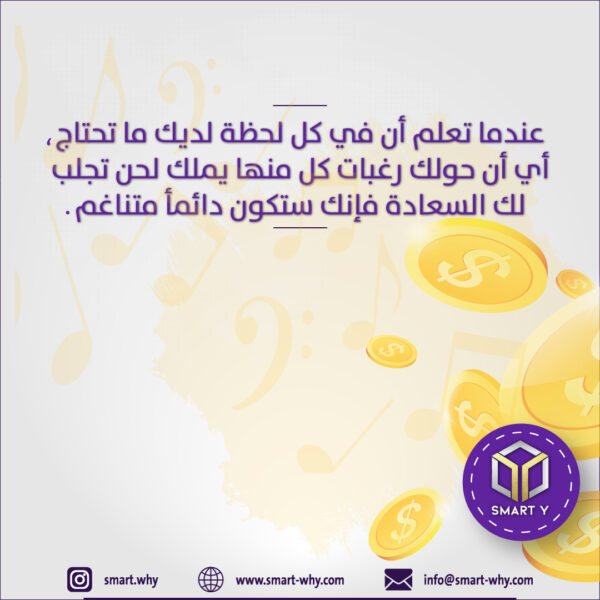 عندما تعلم أن في كل لحظة لديك ما تحتاج،
أي أن حولك رغبات كل منها يملك لحن تجلب
لك السعادة فإنك ستكون دائمأ متناغم .
SMART Y
smart.why
www.smart-why.com
info@smart-why.com